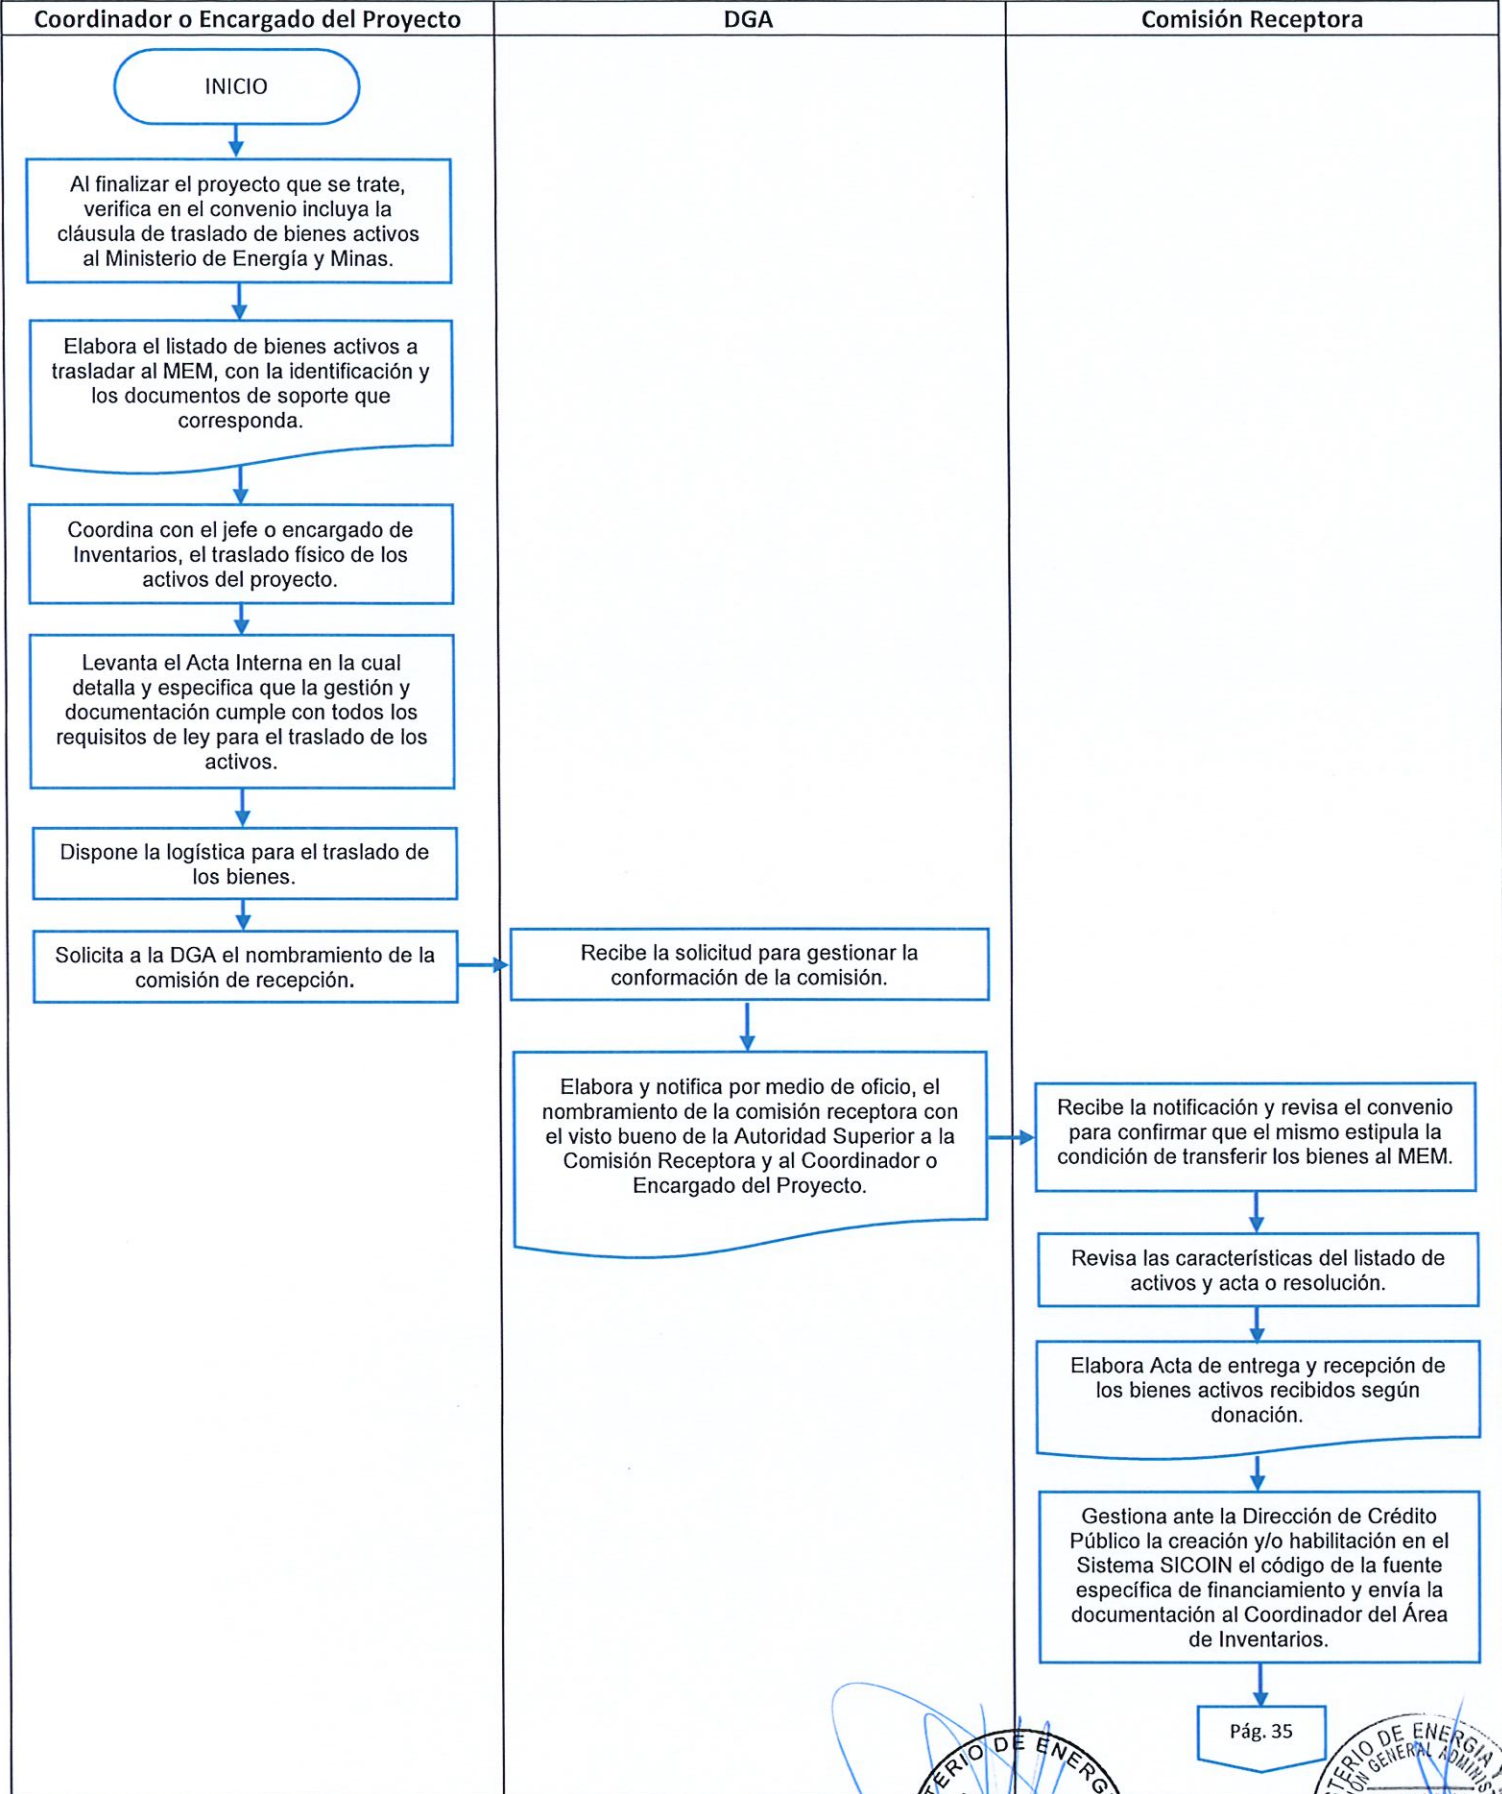 Coordinador o Encargado del Proyecto
DGA
Comisión Receptora
INICIO
Al finalizar el proyecto que se trate,
verifica en el convenio incluya la
cláusula de traslado de bienes activos
al Ministerio de Energía y Minas.
Elabora el listado de bienes activos a
trasladar al MEM, con la identificación y
los documentos de soporte que
corresponda.
Coordina con el jefe o encargado de
Inventarios, el traslado físico de los
activos del proyecto.
Levanta el Acta Interna en la cual
detalla y especifica que la gestión y
documentación cumple con todos los
requisitos de ley para el traslado de los
activos.
Dispone la logística para el traslado de
los bienes.
Solicita a la DGA el nombramiento de la
comisión de recepción.
Recibe la solicitud para gestionar la
conformación de la comisión.
Elabora y notifica por medio de oficio, el
nombramiento de la comisión receptora con
el visto bueno de la Autoridad Superior a la
Comisión Receptora y al Coordinador o
Encargado del Proyecto.
Recibe la notificación y revisa el convenio
para confirmar que el mismo estipula la
condición de transferir los bienes al MEM.
Revisa las características del listado de
activos y acta o resolución.
Elabora Acta de entrega y recepción de
los bienes activos recibidos según
donación.
Gestiona ante la Dirección de Crédito
Público la creación y/o habilitación en el
Sistema SICOIN el código de la fuente
específica de financiamiento y envía la
documentación al Coordinador del Área
de Inventarios.
Pág. 35
DE
DE ENERGIA Y
GENERAL